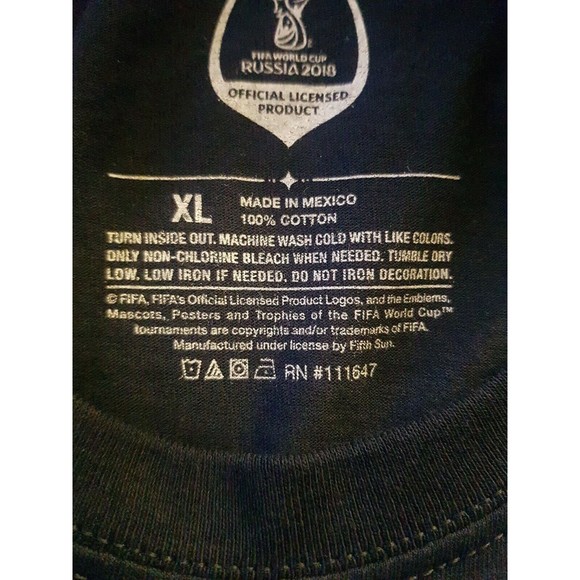 FIFA WORLD CUP
RUSSIA 2018
OFFICIAL LICENSED
PRODUCT
XL
MADE IN MEXICO
100% COTTON
TURN INSIDE OUT. MACHINE WASH COLD WITH LIKE COLORS.
ONLY NON-CHLORINE BLEACH WHEN NEEDED. TUMBLE DRY
LOW. LOW IRON IF NEEDED. DO NOT IRON DECORATION.
© FIFA, FIFA's Official Licensed Product Logos, and the Emblems,
Mascots, Posters and Trophies of the FIFA World Cup™
tournaments are copyrights and/or trademarks of FIFA.
Manufactured under license by Fifth Sun.
RN #111647